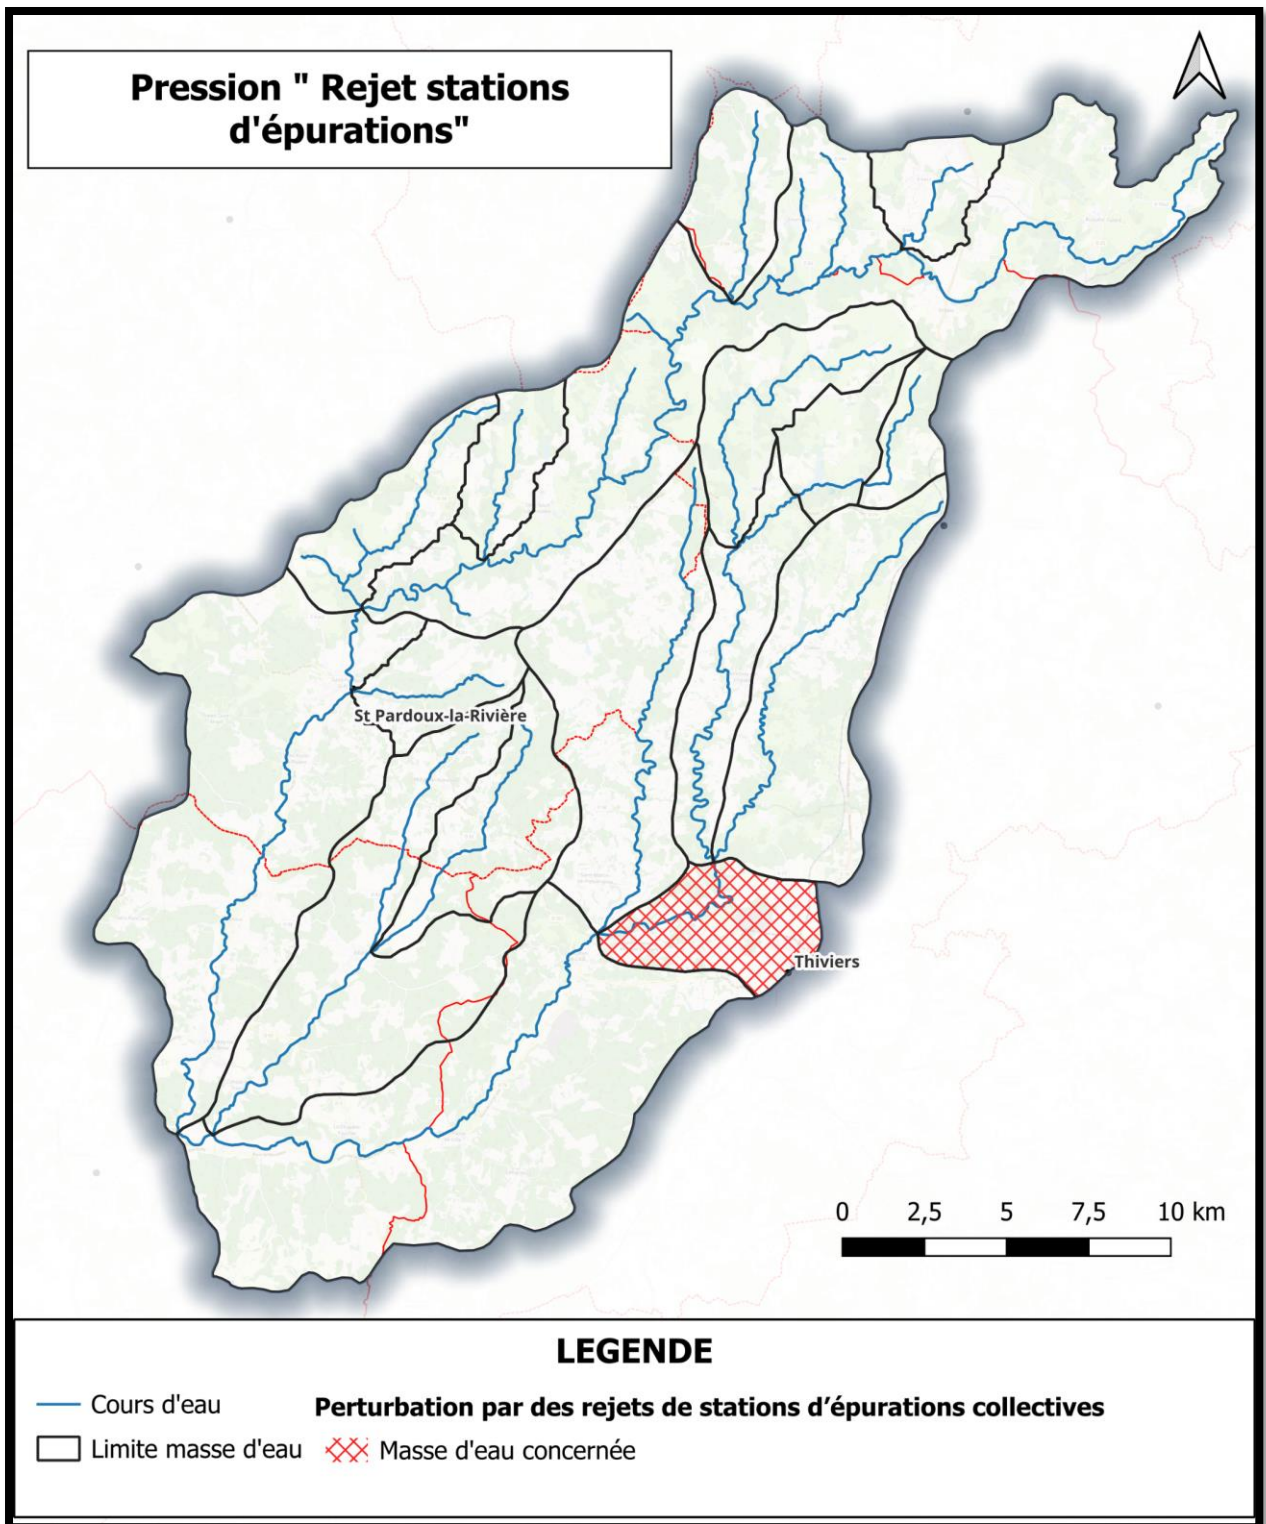 Pression " Rejet stations
d'épurations"
St Pardoux-la-Rivière
Thiviers
0 2,5 5 7,5 10 km
LEGENDE
Cours d'eau
Perturbation par des rejets de stations d’épurations collectives
Limite masse d'eau
Masse d'eau concernée